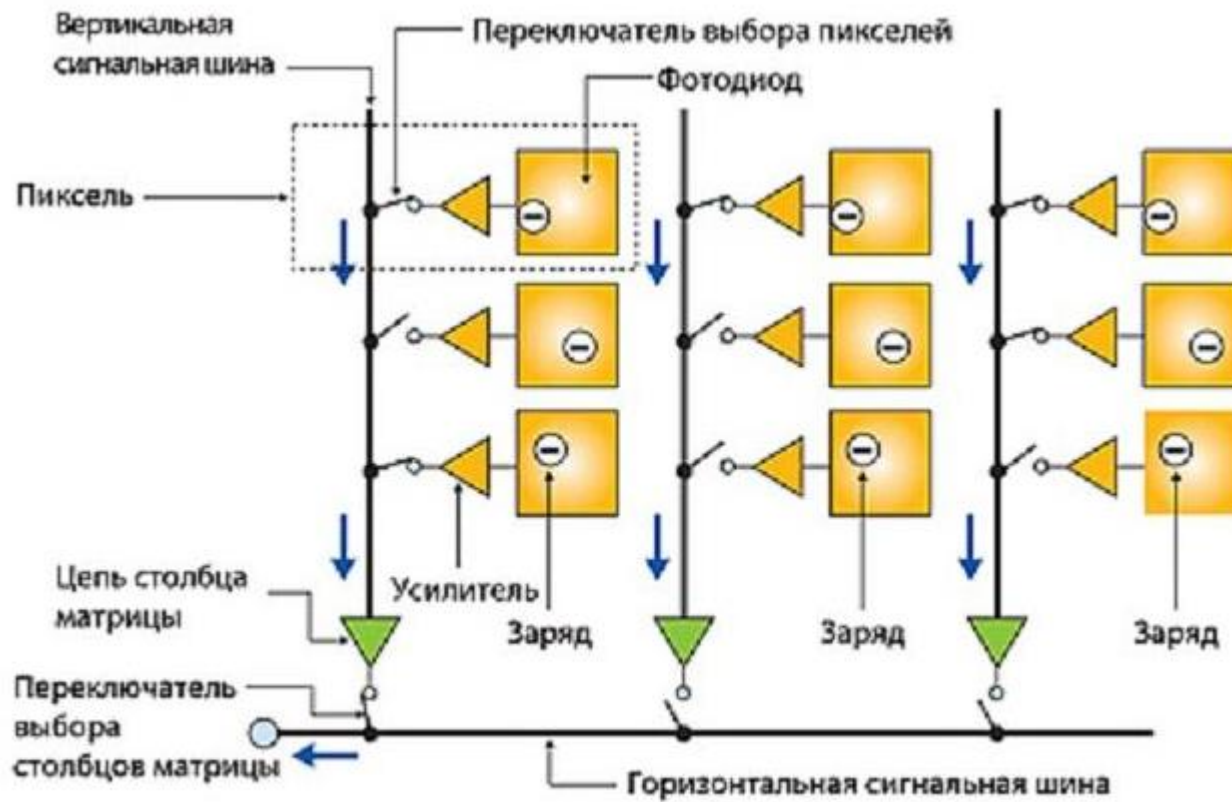 Вертикальная
сигнальная шина
Переключатель выбора пикселей
Фотодиод
Пиксель
Цепь столбца
матрицы
Усилитель
Заряд
Заряд
Заряд
Переключатель
выбора
столбцов матрицы
Горизонтальная сигнальная шина